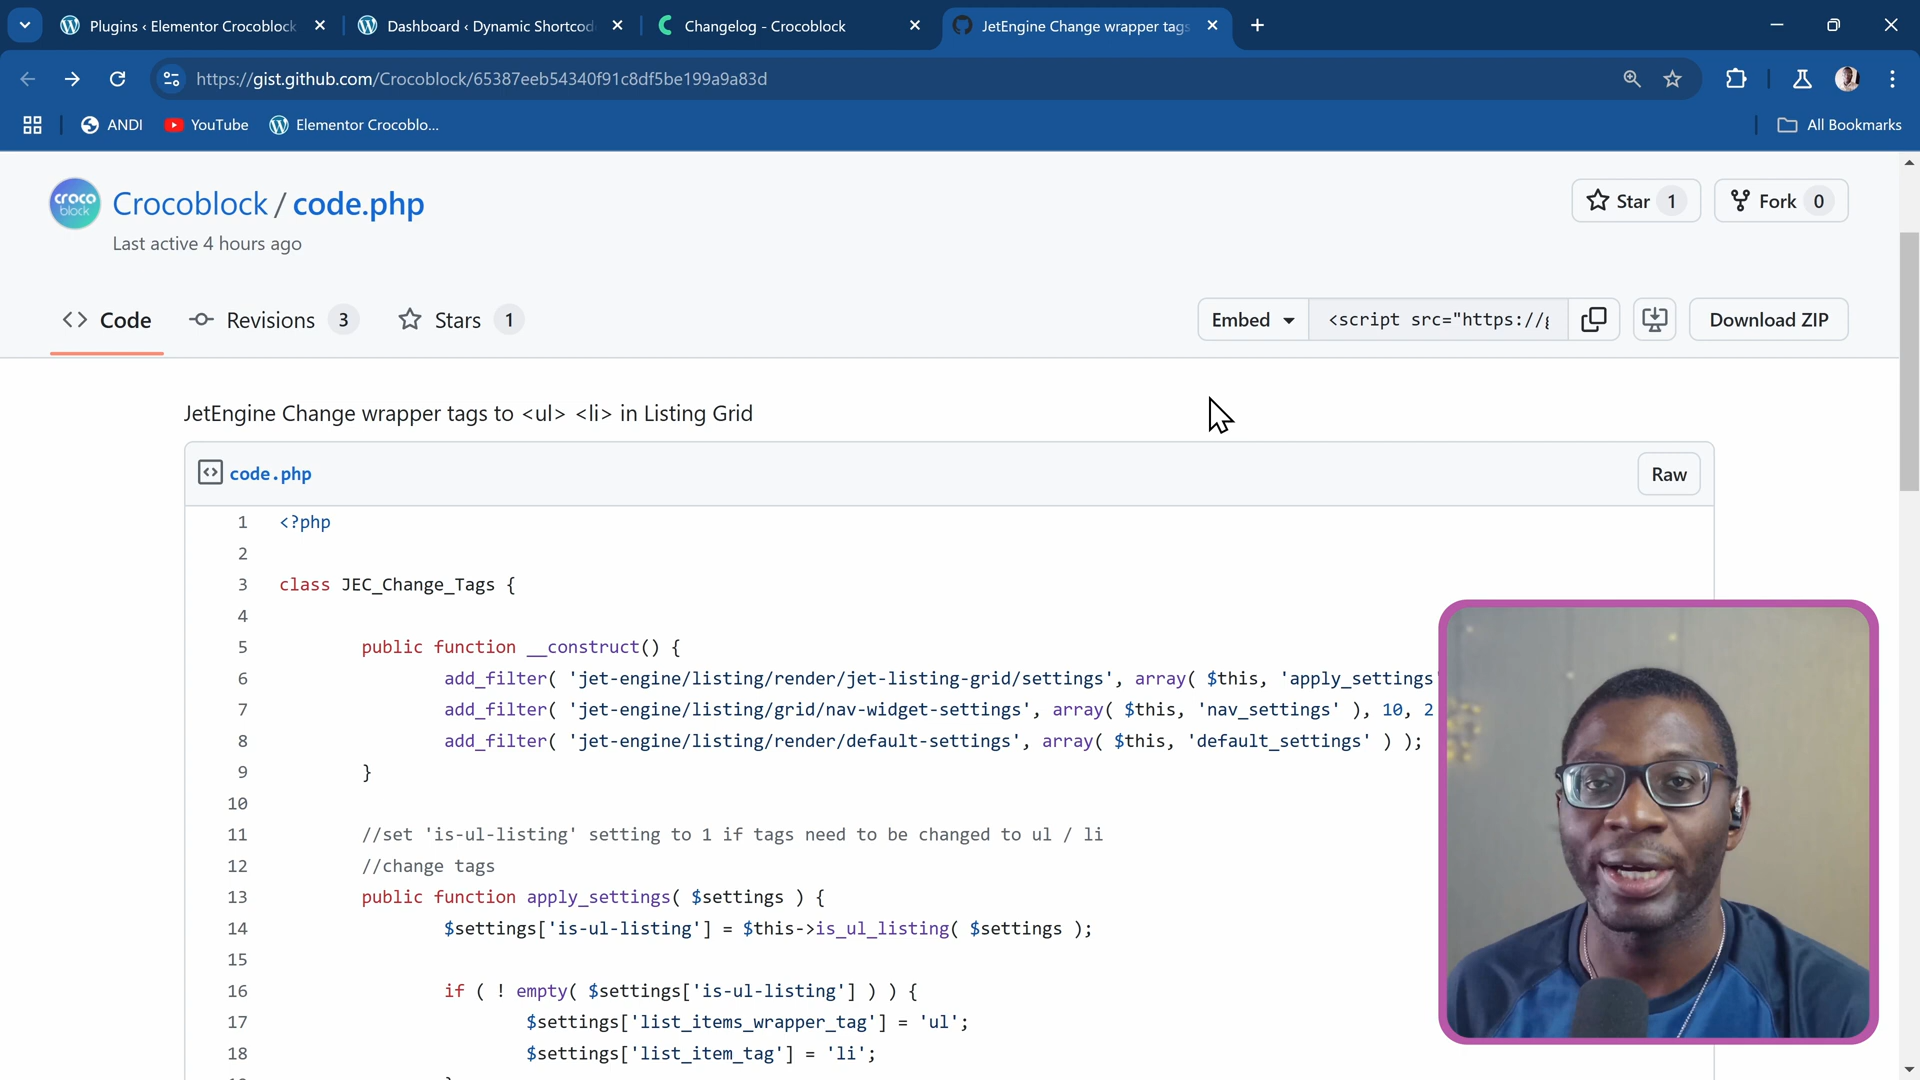 Plugins ‹ Elementor Crocoblock
Dashboard ‹ Dynamic Shortcod
Changelog - Crocoblock
JetEngine Change wrapper tags
https://gist.github.com/Crocoblock/65387eeb54340f91c8df5be199a9a83d
ANDI
YouTube
Elementor Crocoblo...
All Bookmarks
croco
block
Crocoblock / code.php
Star 1
Fork 0
Last active 4 hours ago
Code
Revisions 3
Stars 1
Embed
<script src="https://g
Download ZIP
JetEngine Change wrapper tags to <ul> <li> in Listing Grid
code.php
Raw
1 <?php
2
3 class JEC_Change_Tags {
4
5 public function __construct() {
6 add_filter( 'jet-engine/listing/render/jet-listing-grid/settings', array( $this, 'apply_settings'
7 add_filter( 'jet-engine/listing/grid/nav-widget-settings', array( $this, 'nav_settings' ), 10, 2
8 add_filter( 'jet-engine/listing/render/default-settings', array( $this, 'default_settings' ) );
9 }
10
11 //set 'is-ul-listing' setting to 1 if tags need to be changed to ul / li
12 //change tags
13 public function apply_settings( $settings ) {
14 $settings['is-ul-listing'] = $this->is_ul_listing( $settings );
15
16 if ( ! empty( $settings['is-ul-listing'] ) ) {
17 $settings['list_items_wrapper_tag'] = 'ul';
18 $settings['list_item_tag'] = 'li';